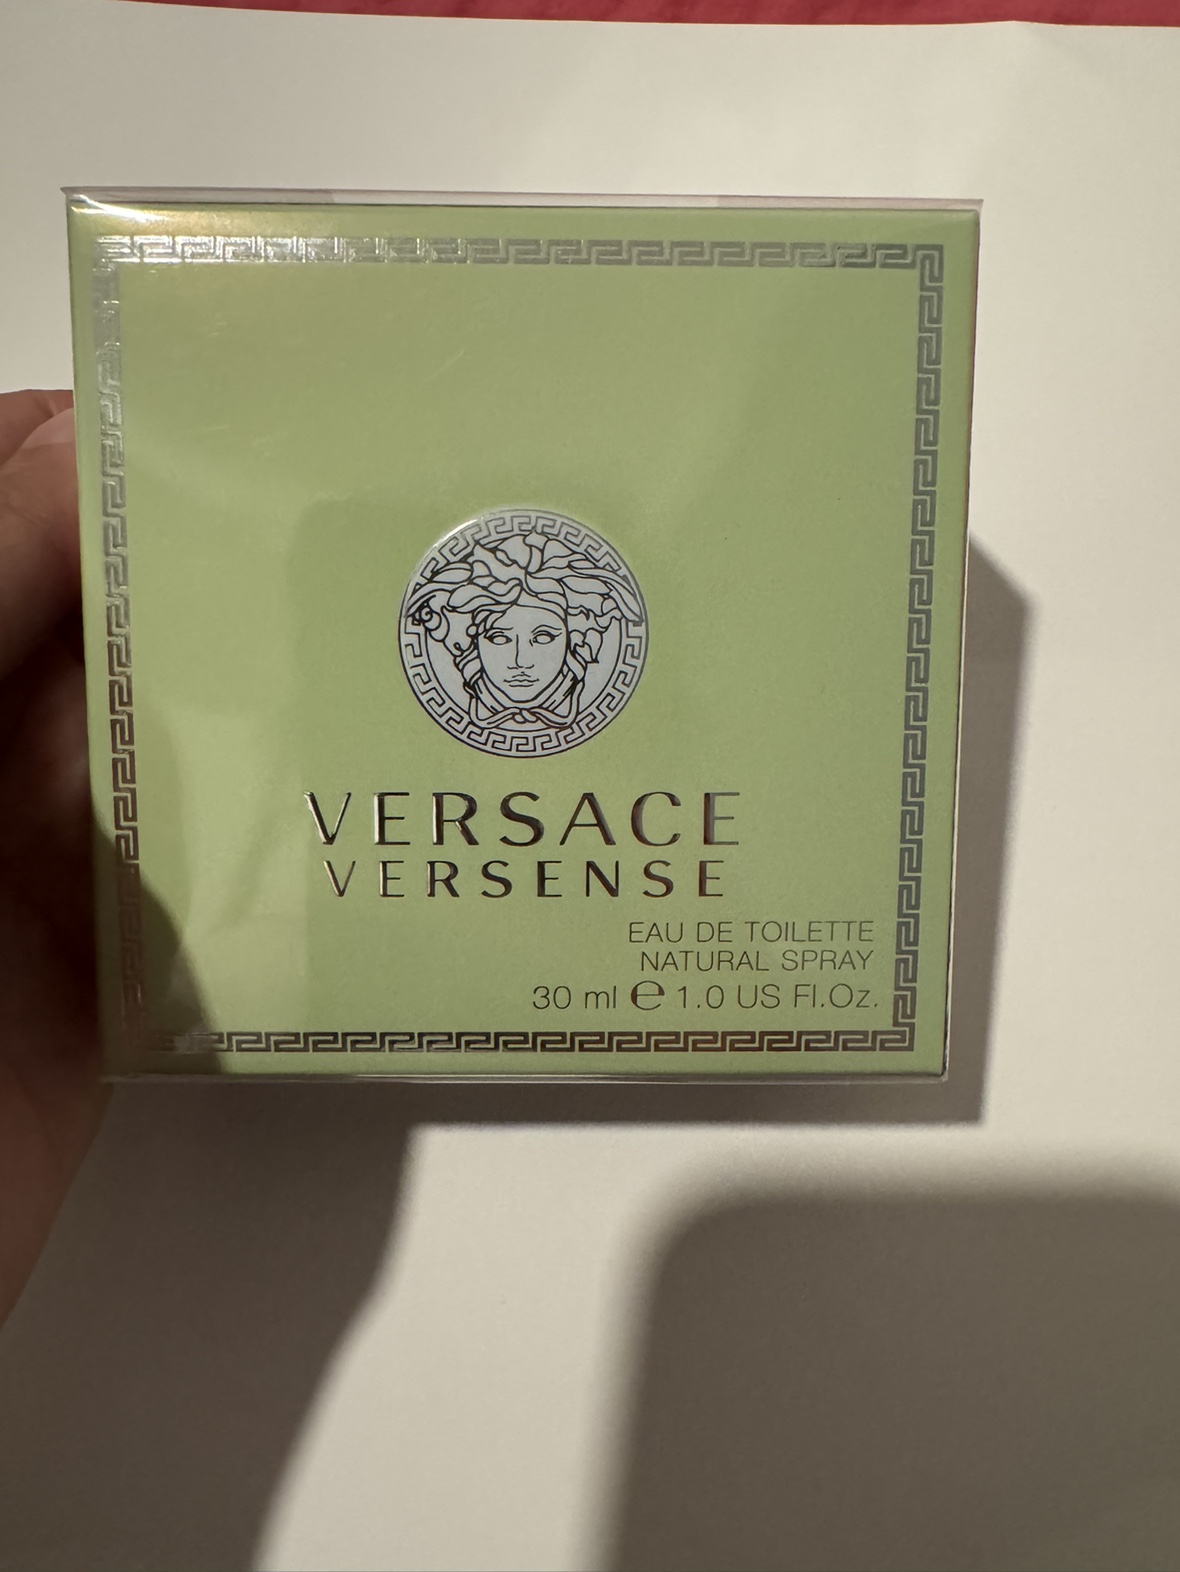 VERSACE
VERSENSE
EAU DE TOILETTE
NATURAL SPRAY
30 ml ℮ 1.0 US Fl.Oz.